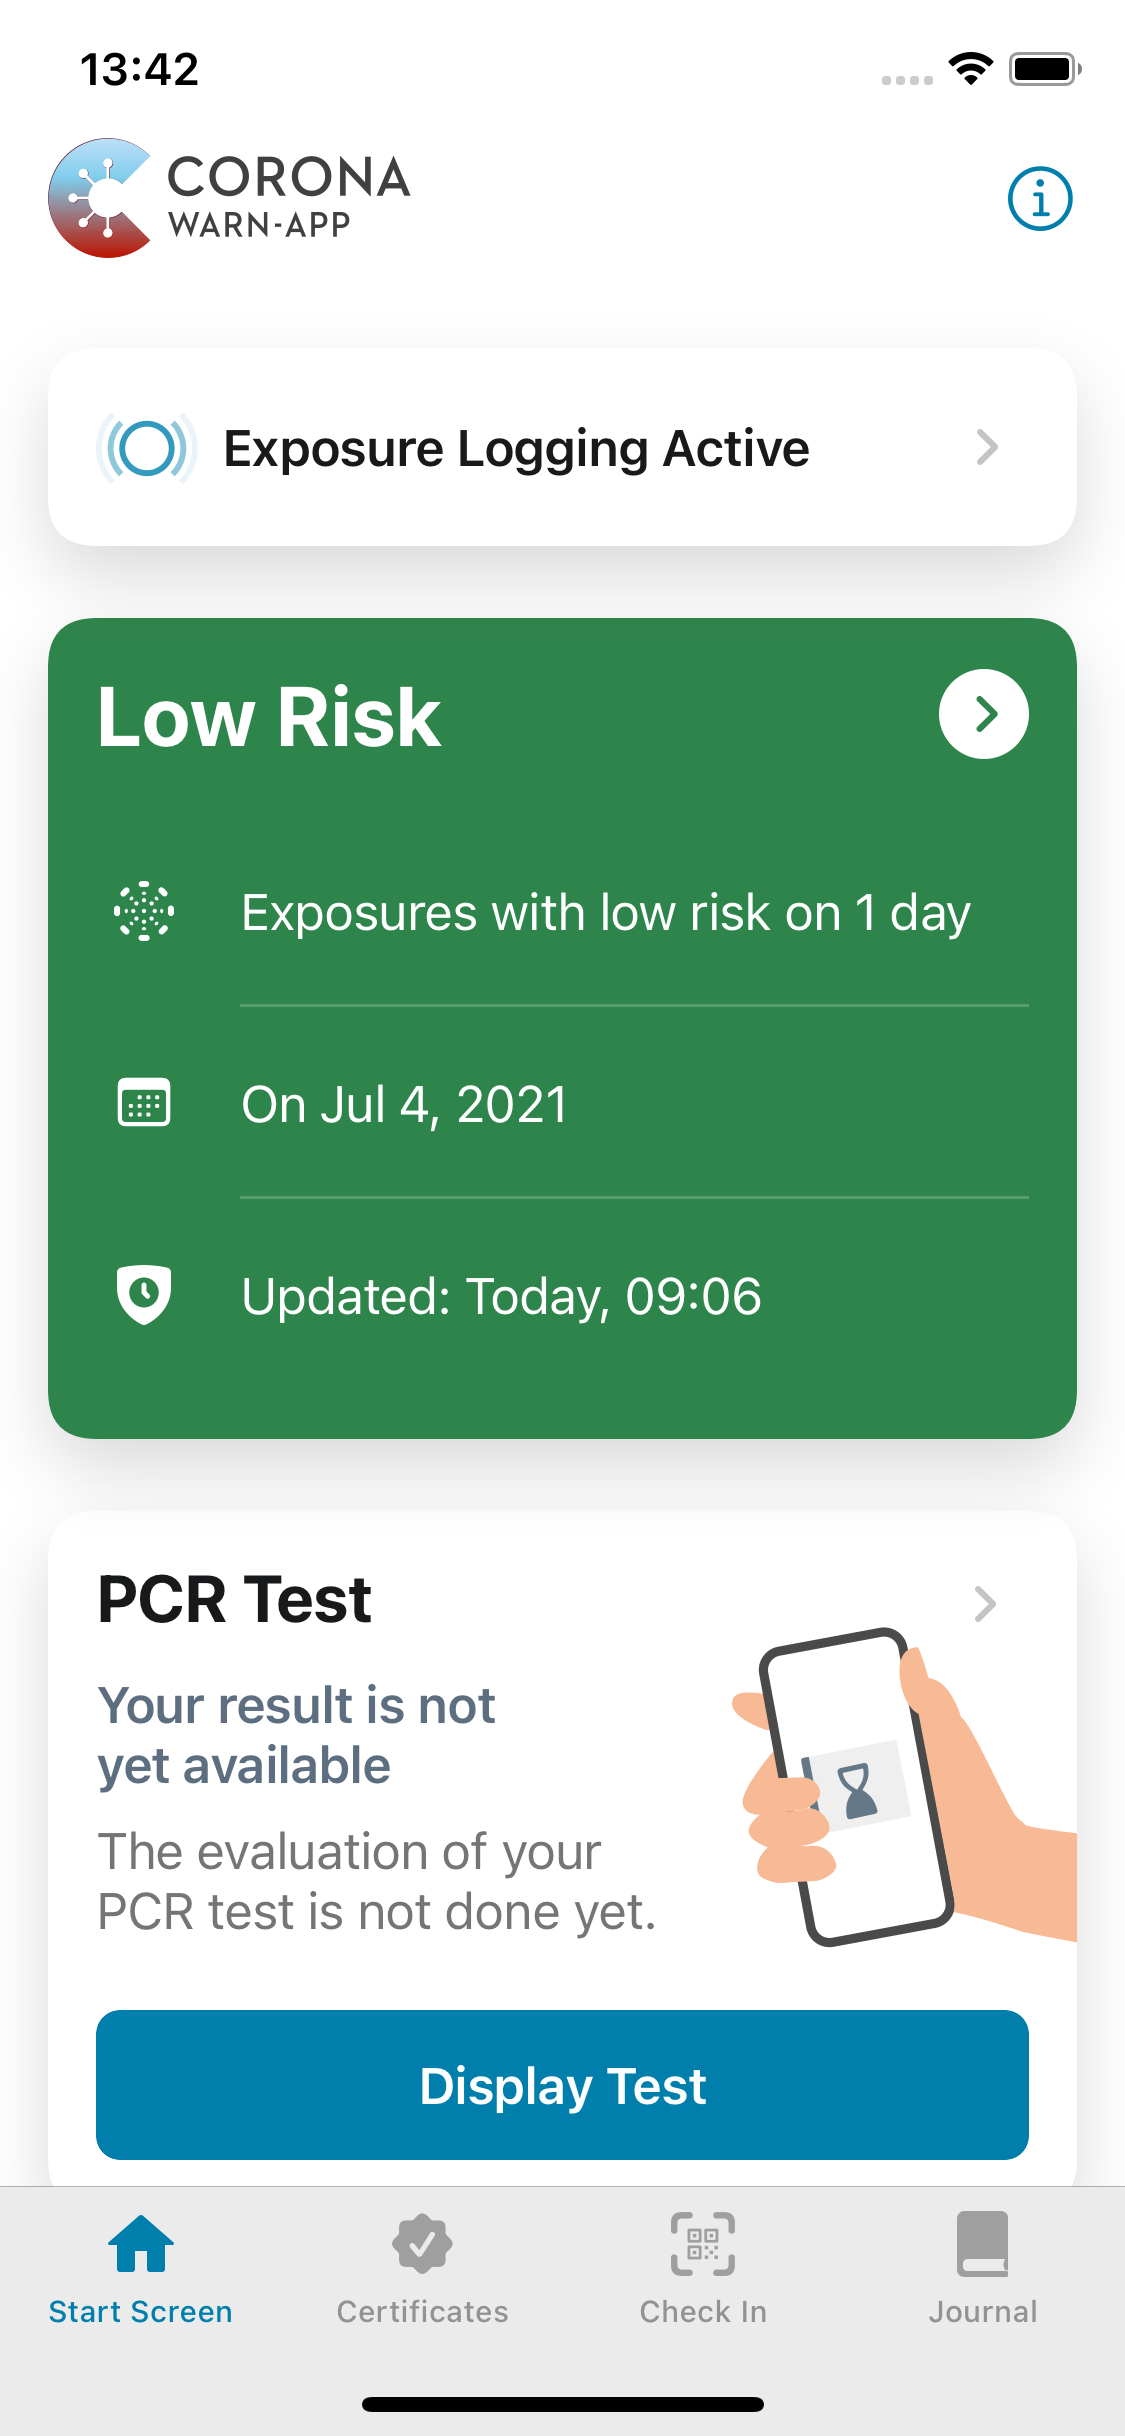 13:42
CORONA
WARN-APP
Exposure Logging Active
Low Risk
Exposures with low risk on 1 day
On Jul 4, 2021
Updated: Today, 09:06
PCR Test
Your result is not
yet available
The evaluation of your
PCR test is not done yet.
Display Test
Start Screen
Certificates
Check In
Journal